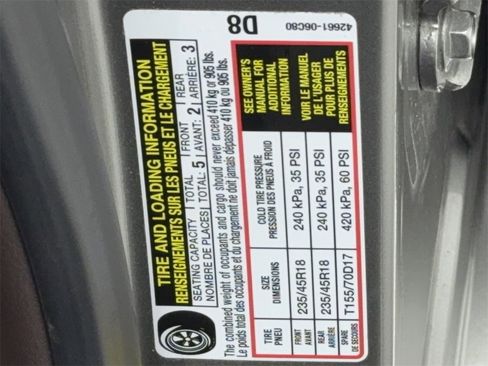 TIRE AND LOADING INFORMATION
RENSEIGNEMENTS SUR LES PNEUS ET LE CHARGEMENT
SEATING CAPACITY | TOTAL | FRONT | REAR
NOMBRE DE PLACES | TOTAL: 5 | AVANT: 2 | ARRIÈRE: 3
The combined weight of occupants and cargo should never exceed 410 kg or 905 lbs.
Le poids total des occupants et du chargement ne doit jamais dépasser 410 kg ou 905 lbs.
TIRE SIZE COLD TIRE PRESSURE
PNEU DIMENSIONS PRESSION DES PNEUS À FROID
FRONT
AVANT 235/45R18 240 kPa, 35 PSI
REAR
ARRIÈRE 235/45R18 240 kPa, 35 PSI
SPARE
DE SECOURS T155/70D17 420 kPa, 60 PSI
SEE OWNER'S
MANUAL FOR
ADDITIONAL
INFORMATION
VOIR LE MANUEL
DE L'USAGER
POUR PLUS DE
RENSEIGNEMENTS
D8
42661-06C80